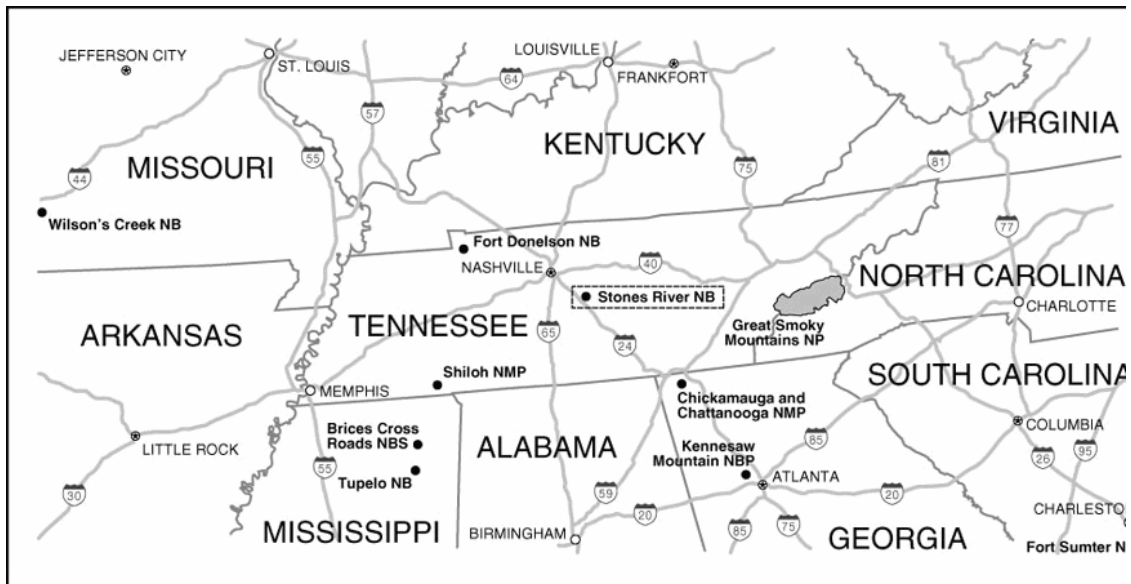 JEFFERSON CITY
ST. LOUIS
LOUISVILLE
FRANKFORT
64
57
VIRGINIA
KENTUCKY
MISSOURI
55
75
81
44
Wilson's Creek NB
77
Fort Donelson NB
NASHVILLE
40
NORTH CAROLINA
Stones River NB
CHARLOTTE
ARKANSAS
TENNESSEE
65
24
Great Smoky
Mountains NP
Shiloh NMP
MEMPHIS
SOUTH CAROLINA
Chickamauga and
Chattanooga NMP
COLUMBIA
LITTLE ROCK
Brices Cross
Roads NBS
ALABAMA
85
Kennesaw
Mountain NBP
26
95
55
Tupelo NB
ATLANTA
30
59
20
20
CHARLESTO
MISSISSIPPI
BIRMINGHAM
85
75
GEORGIA
Fort Sumter N